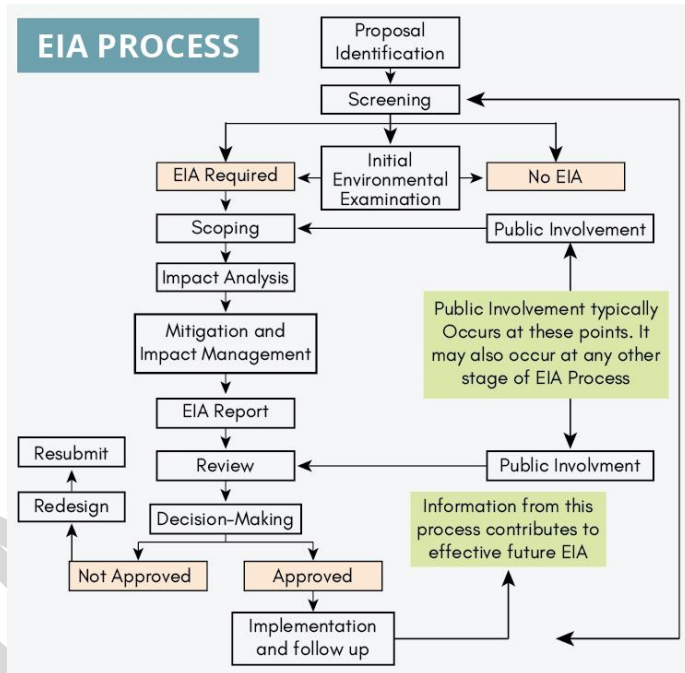 EIA PROCESS
Proposal
Identification
Screening
EIA Required
Initial
Environmental
Examination
No EIA
Scoping
Public Involvement
Impact Analysis
Public Involvement typically
Occurs at these points. It
may also occur at any other
stage of EIA Process
Mitigation and
Impact Management
EIA Report
Resubmit
Review
Public Involvment
Redesign
Decision-Making
Information from this
process contributes to
effective future EIA
Not Approved
Approved
Implementation
and follow up